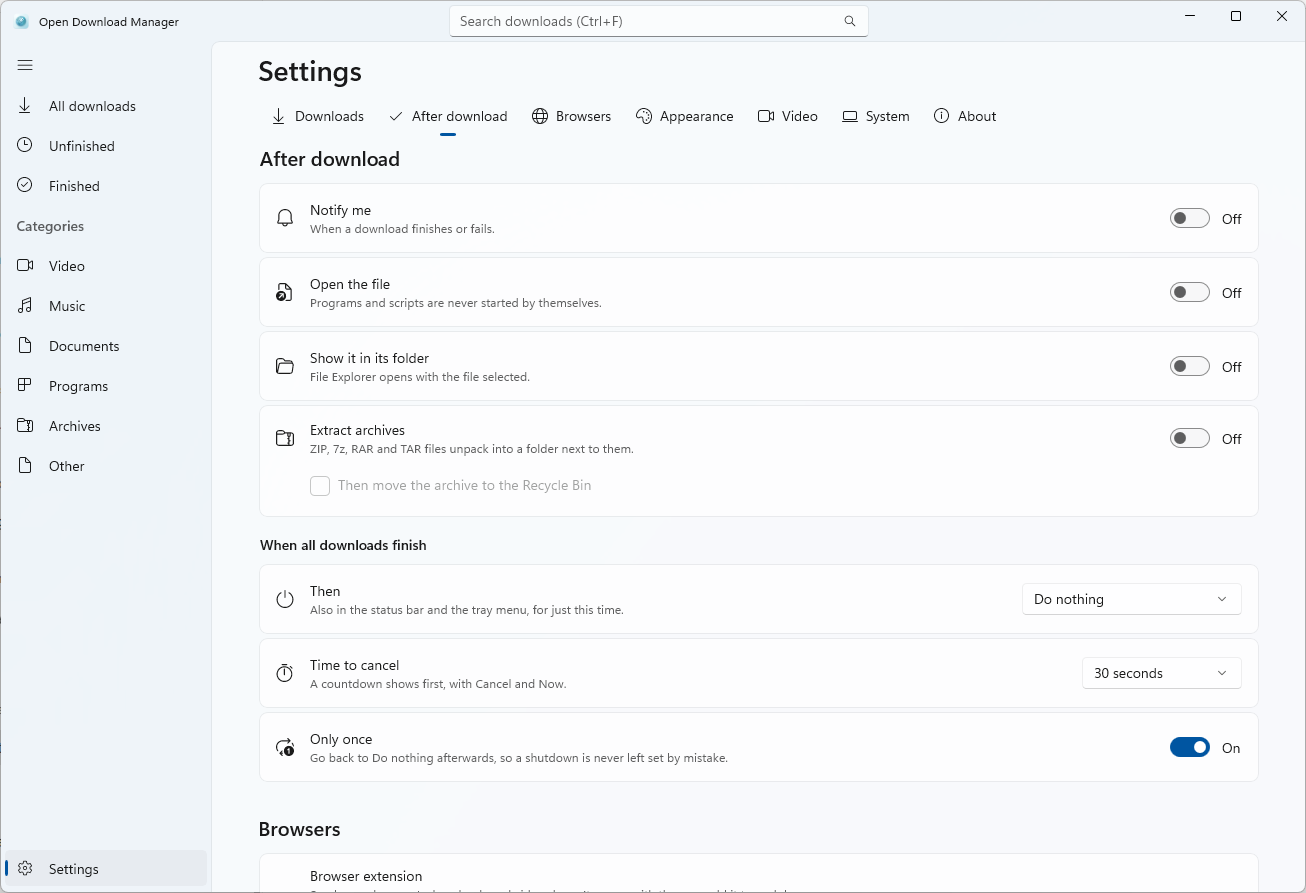 Open Download Manager
Search downloads (Ctrl+F)
All downloads
Unfinished
Finished
Categories
Video
Music
Documents
Programs
Archives
Other
Settings
Settings
Downloads
After download
Browsers
Appearance
Video
System
About
After download
Notify me
When a download finishes or fails.
Off
Open the file
Programs and scripts are never started by themselves.
Off
Show it in its folder
File Explorer opens with the file selected.
Off
Extract archives
ZIP, 7z, RAR and TAR files unpack into a folder next to them.
Off
Then move the archive to the Recycle Bin
When all downloads finish
Then
Also in the status bar and the tray menu, for just this time.
Do nothing
Time to cancel
A countdown shows first, with Cancel and Now.
30 seconds
Only once
Go back to Do nothing afterwards, so a shutdown is never left set by mistake.
On
Browsers
Browser extension